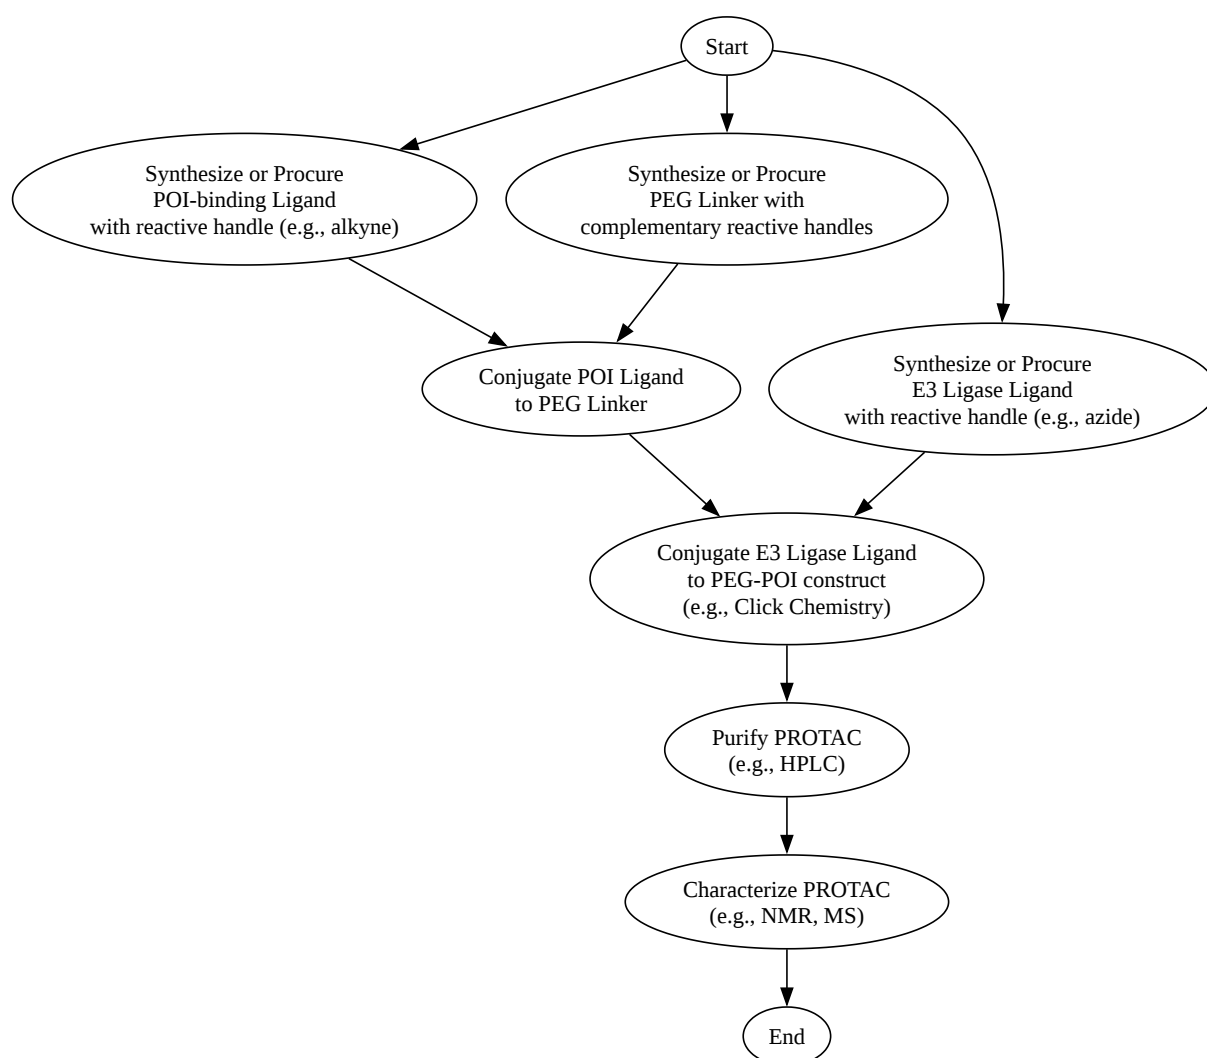 Start
Synthesize or Procure
POI-binding Ligand
with reactive handle (e.g., alkyne)
Synthesize or Procure
PEG Linker with
complementary reactive handles
Synthesize or Procure
E3 Ligase Ligand
with reactive handle (e.g., azide)
Conjugate POI Ligand
to PEG Linker
Conjugate E3 Ligase Ligand
to PEG-POI construct
(e.g., Click Chemistry)
Purify PROTAC
(e.g., HPLC)
Characterize PROTAC
(e.g., NMR, MS)
End